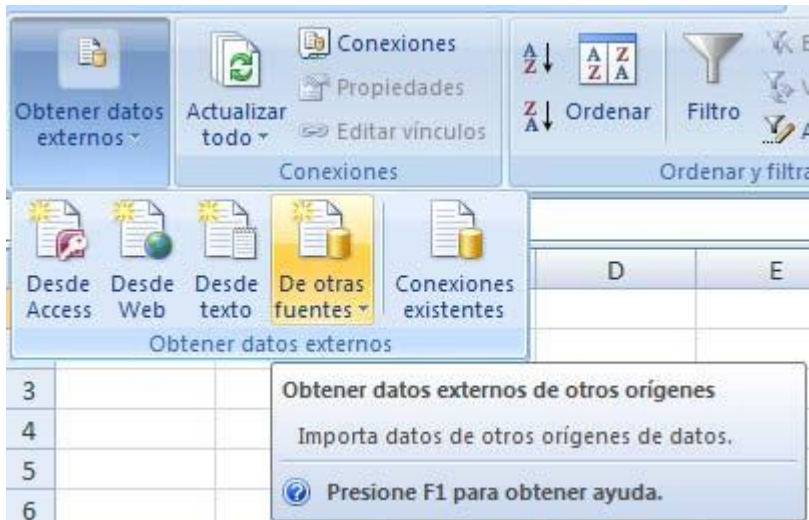 Obtener datos
externos
Actualizar
todo
Conexiones
Propiedades
Editar vínculos
Conexiones
A
Z
Z
A
A Z
Z A
Ordenar
Filtro
Ordenar y filtra
Desde
Access
Desde
Web
Desde
texto
De otras
fuentes
Conexiones
existentes
Obtener datos externos
D E
3
4
5
6
Obtener datos externos de otros orígenes
Importa datos de otros orígenes de datos.
Presione F1 para obtener ayuda.